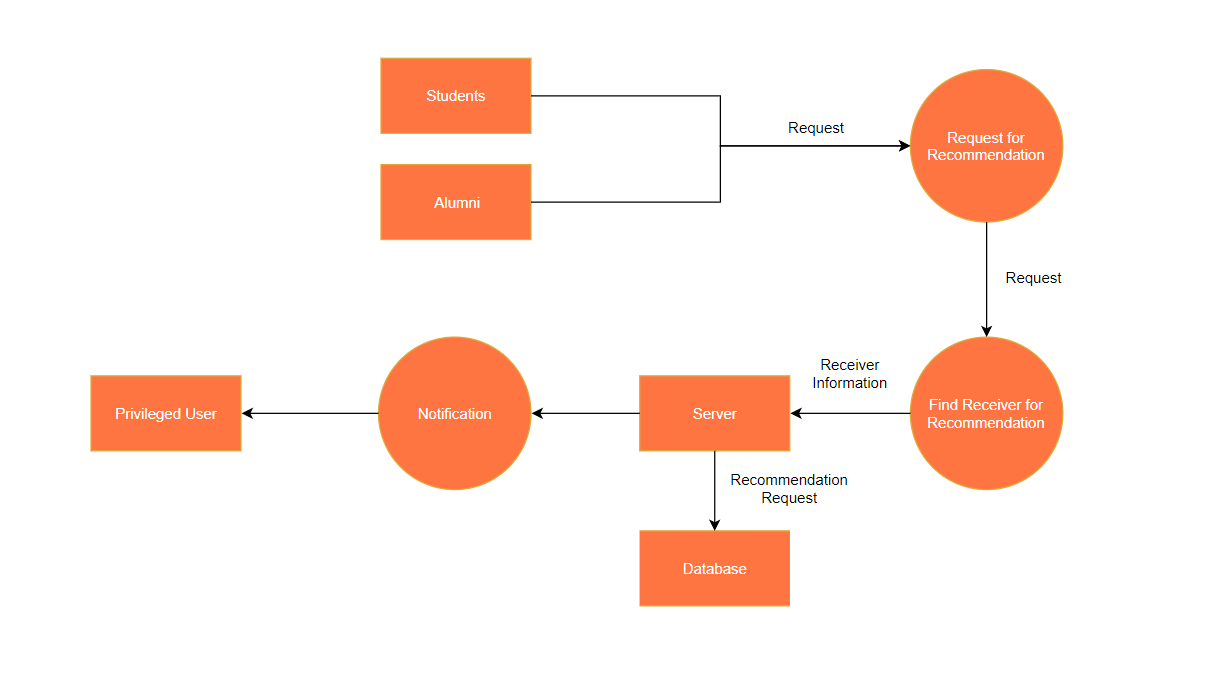 Students
Request
Request for
Recommendation
Alumni
Request
Receiver
Information
Privileged User
Notification
Server
Find Receiver for
Recommendation
Recommendation
Request
Database